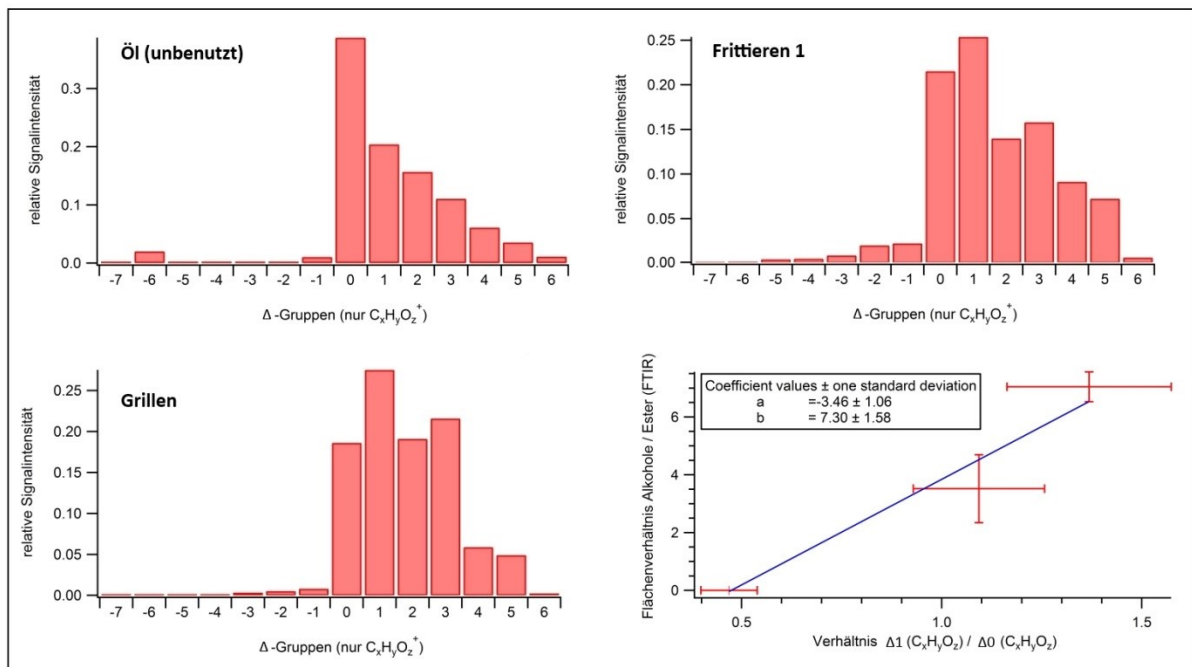 Öl (unbenutzt)
relative Signalintensität
0.3
0.2
0.1
0.0
-7 -6 -5 -4 -3 -2 -1 0 1 2 3 4 5 6
Δ -Gruppen (nur CₓHᵧO_z⁺)
Frittieren 1
relative Signalintensität
0.25
0.20
0.15
0.10
0.05
0.00
-7 -6 -5 -4 -3 -2 -1 0 1 2 3 4 5 6
Δ -Gruppen (nur CₓHᵧO_z⁺)
Grillen
relative Signalintensität
0.25
0.20
0.15
0.10
0.05
0.00
-7 -6 -5 -4 -3 -2 -1 0 1 2 3 4 5 6
Δ -Gruppen (nur CₓHᵧO_z⁺)
Flächenverhältnis Alkohole / Ester (FTIR)
6
4
2
0
Coefficient values ± one standard deviation
a =-3.46 ± 1.06
b = 7.30 ± 1.58
0.5 1.0 1.5
Verhältnis Δ1 (CₓHᵧO_z) / Δ0 (CₓHᵧO_z)